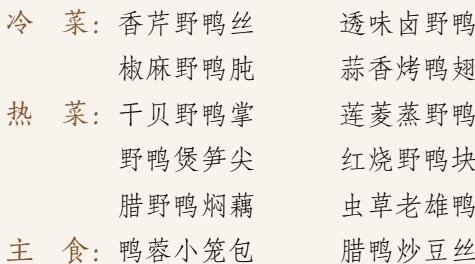 冷 菜：香芹野鸭丝 透味卤野鸭
椒麻野鸭肫 蒜香烤鸭翅
热 菜：干贝野鸭掌 莲菱蒸野鸭
野鸭煲笋尖 红烧野鸭块
腊野鸭焖藕 虫草老雄鸭
主 食：鸭蓉小笼包 腊鸭炒豆丝